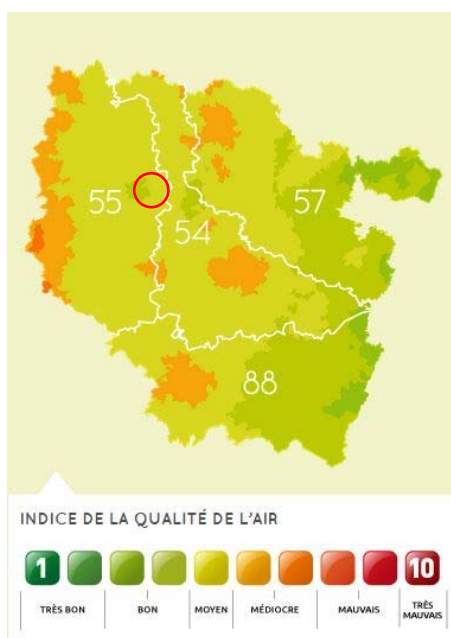 55
54
57
88
INDICE DE LA QUALITÉ DE L'AIR
1 10
TRÈS BON BON MOYEN MÉDIOCRE MAUVAIS TRÈS MAUVAIS